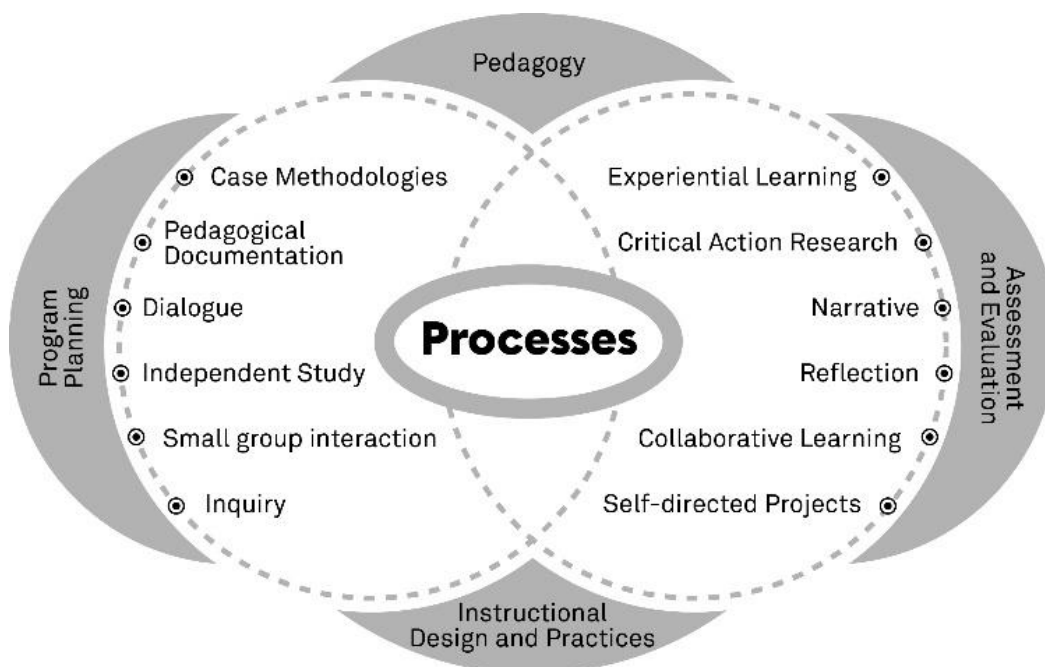 Pedagogy
Program
Planning
Case Methodologies
Pedagogical
Documentation
Dialogue
Independent Study
Small group interaction
Inquiry
Processes
Experiential Learning
Critical Action Research
Narrative
Reflection
Collaborative Learning
Self-directed Projects
Assessment
and Evaluation
Instructional
Design and Practices